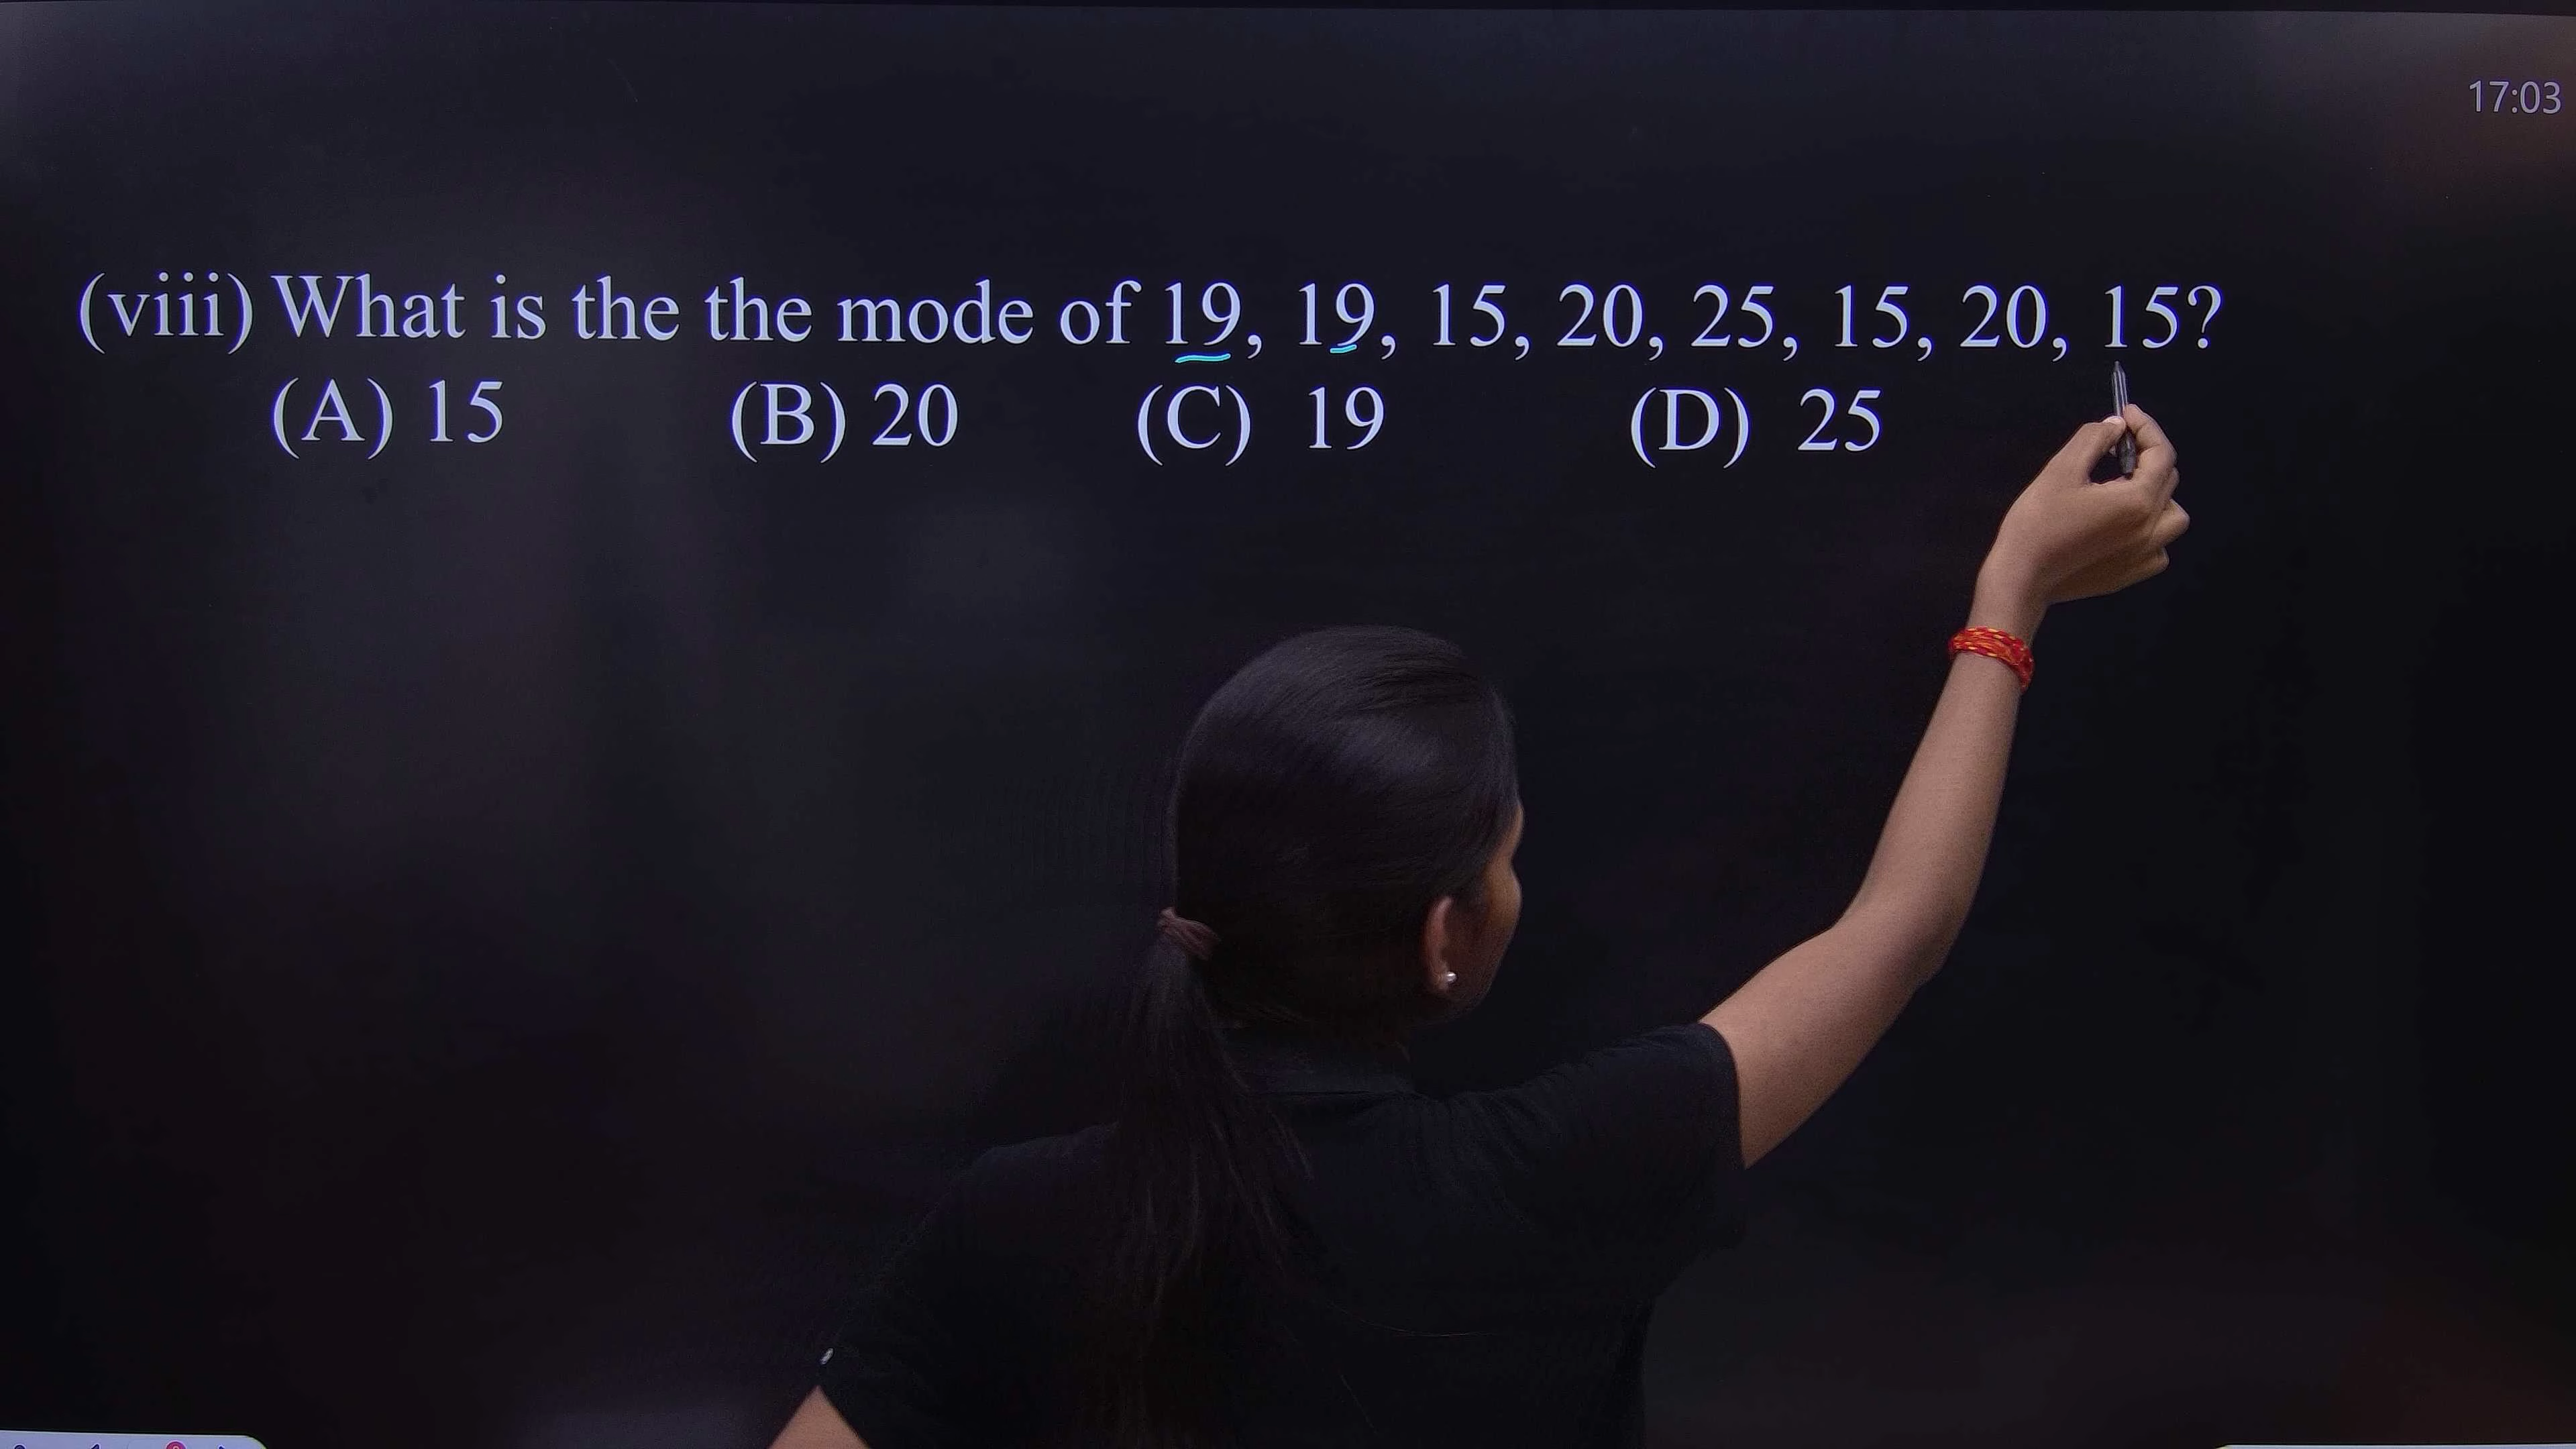 17:03
(viii) What is the the mode of 19, 19, 15, 20, 25, 15, 20, 15?
(A) 15 (B) 20 (C) 19 (D) 25